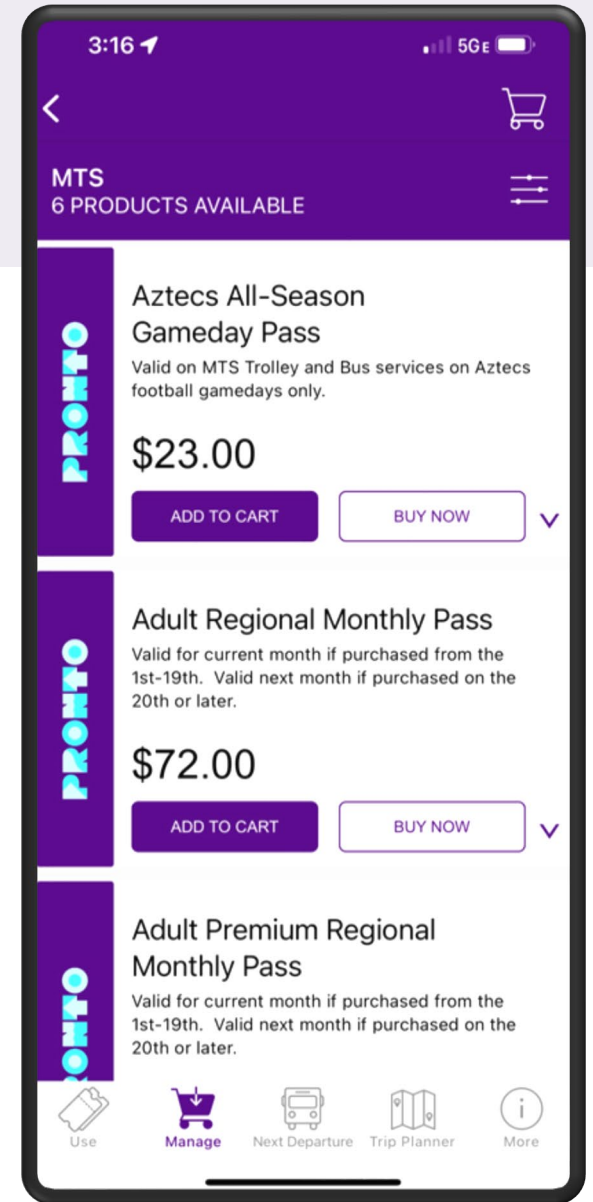 3:16
5GE
MTS
6 PRODUCTS AVAILABLE
PRONTO
Aztecs All-Season
Gameday Pass
Valid on MTS Trolley and Bus services on Aztecs
football gamedays only.
$23.00
ADD TO CART
BUY NOW
PRONTO
Adult Regional Monthly Pass
Valid for current month if purchased from the
1st-19th.  Valid next month if purchased on the
20th or later.
$72.00
ADD TO CART
BUY NOW
PRONTO
Adult Premium Regional
Monthly Pass
Valid for current month if purchased from the
1st-19th.  Valid next month if purchased on the
20th or later.
Use
Manage
Next Departure
Trip Planner
More